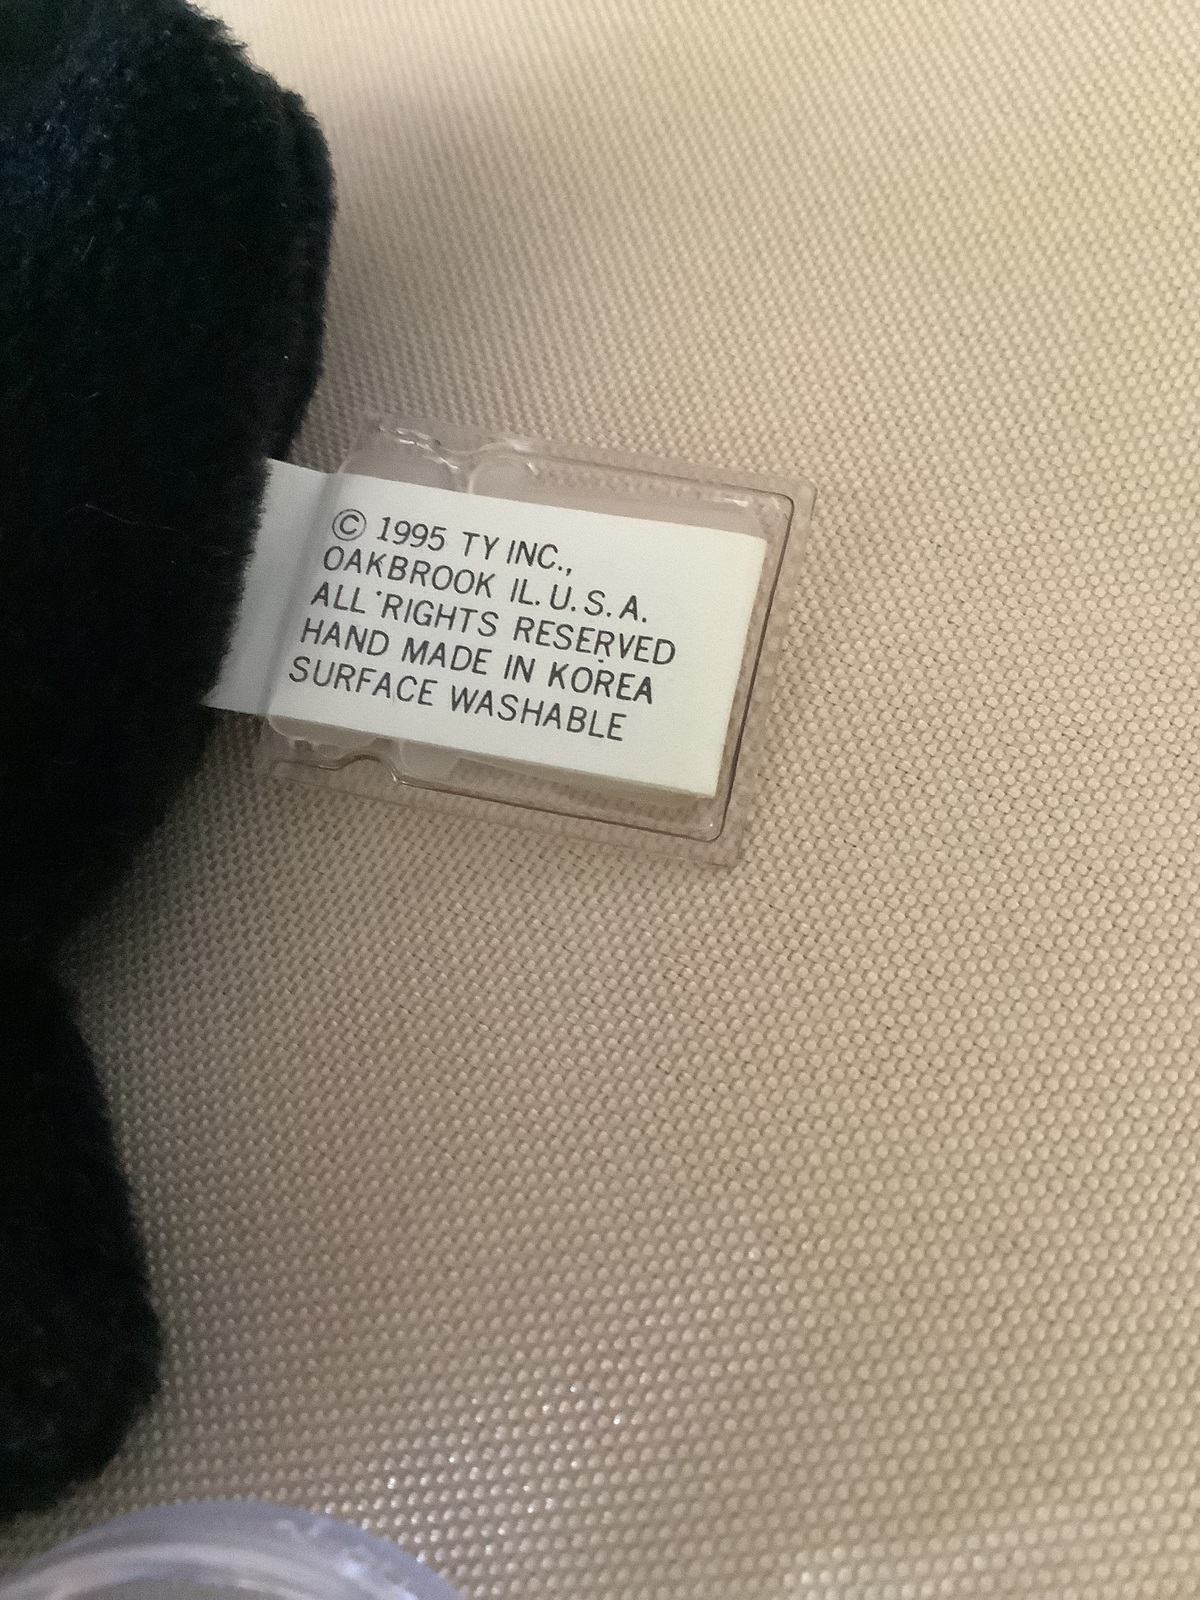 © 1995 TY INC.,
OAKBROOK IL. U.S.A.
ALL RIGHTS RESERVED
HAND MADE IN KOREA
SURFACE WASHABLE